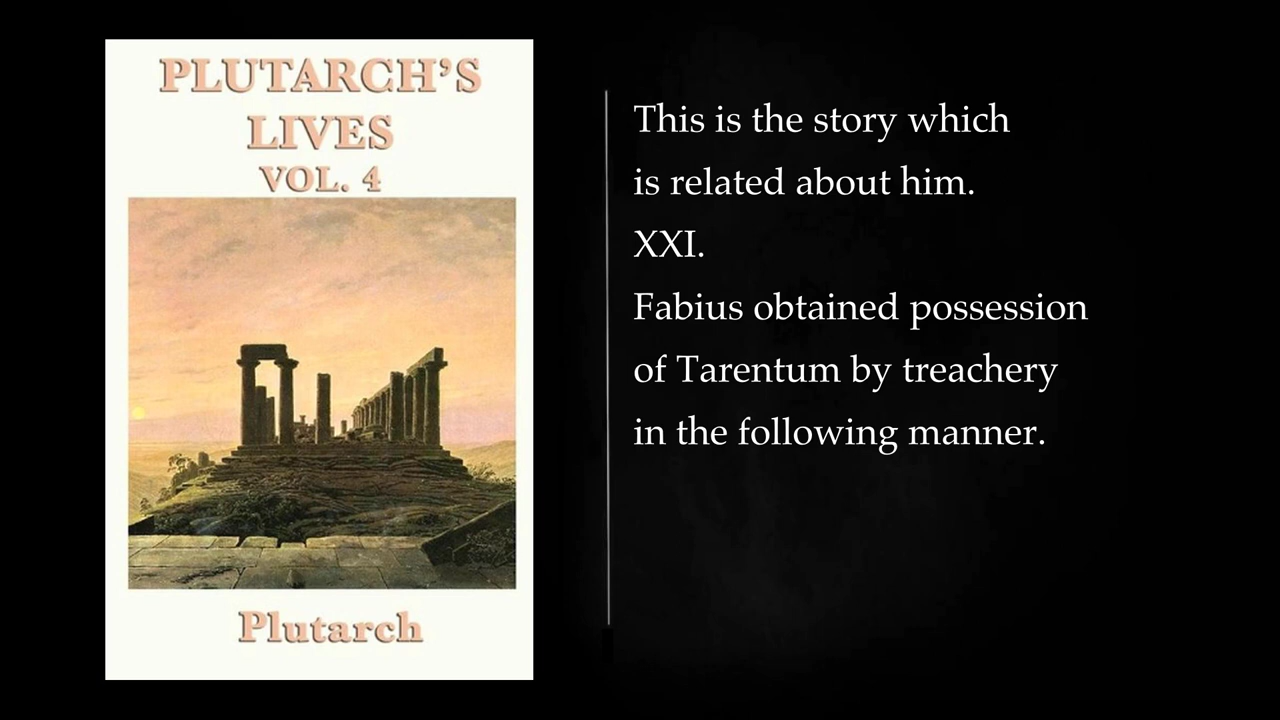 PLUTARCH'S
LIVES
VOL. 4
Plutarch
This is the story which
is related about him.
XXI.
Fabius obtained possession
of Tarentum by treachery
in the following manner.